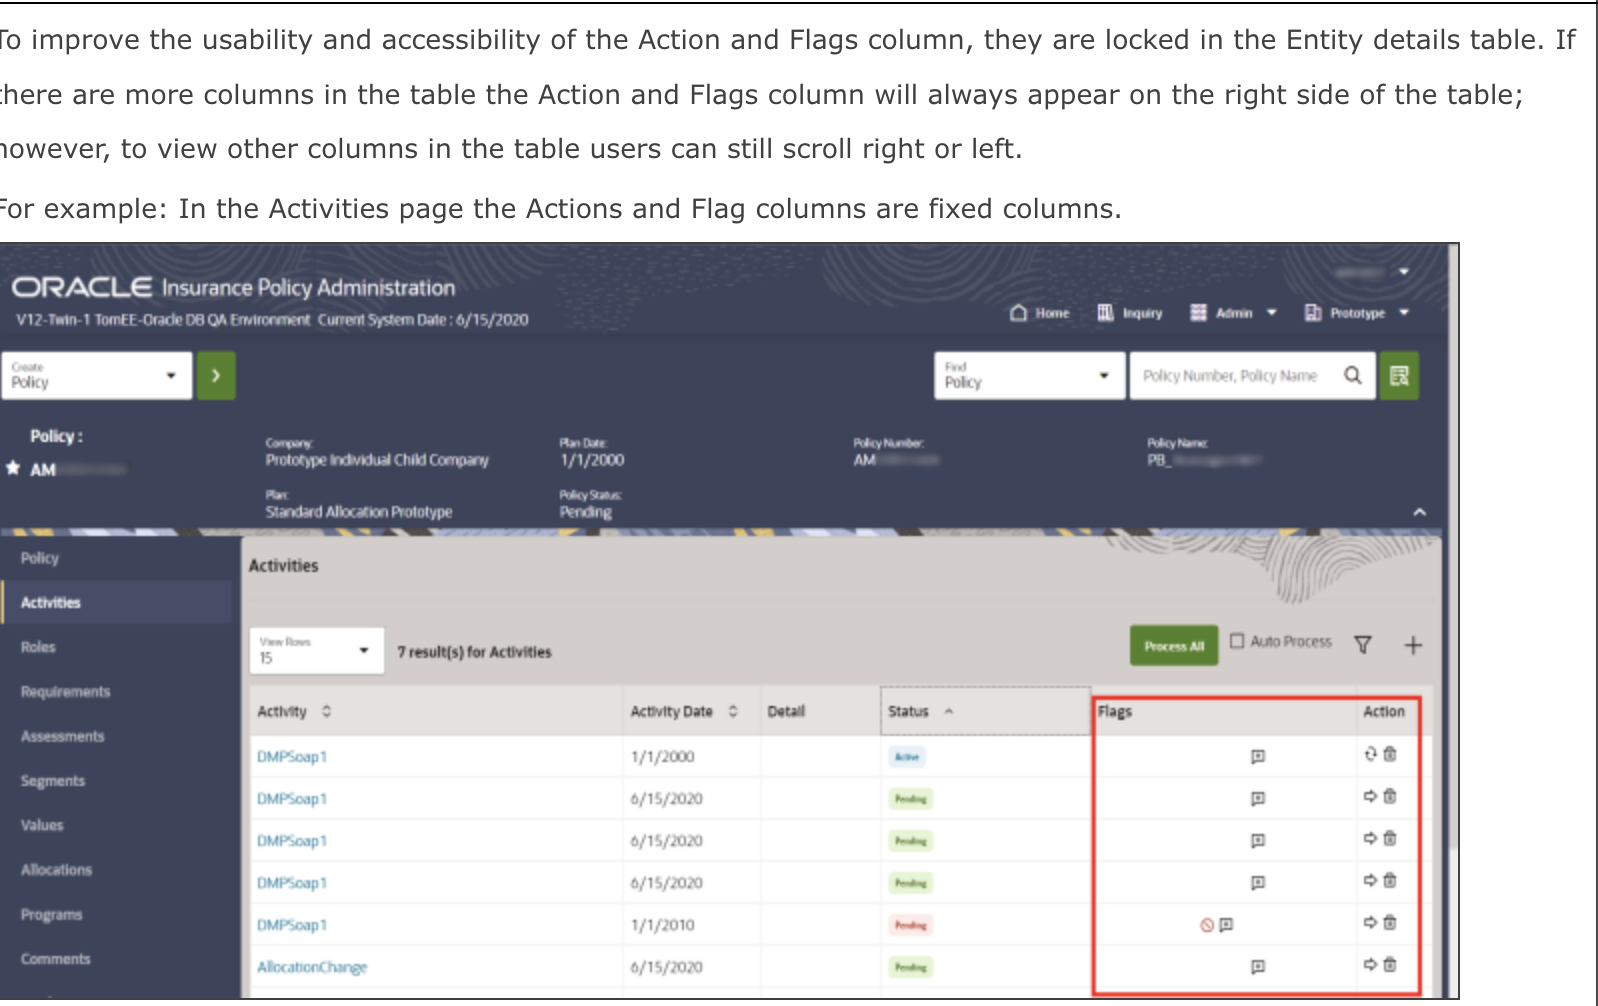 To improve the usability and accessibility of the Action and Flags column, they are locked in the Entity details table. If
there are more columns in the table the Action and Flags column will always appear on the right side of the table;
however, to view other columns in the table users can still scroll right or left.
For example: In the Activities page the Actions and Flag columns are fixed columns.
ORACLE Insurance Policy Administration
V12-Twin-1 TomEE-Oracle DB QA Environment Current System Date : 6/15/2020
Home Inquiry Admin Prototype
Create
Policy
Find
Policy
Policy Number, Policy Name
Policy :
AM
Company:
Prototype Individual Child Company
Plan Date:
1/1/2000
Policy Number:
AM
Policy Name:
PB_
Plan:
Standard Allocation Prototype
Policy Status:
Pending
Policy
Activities
Roles
Requirements
Assessments
Segments
Values
Allocations
Programs
Comments
Activities
View Rows
15
7 result(s) for Activities
Process All
Auto Process
Activity Activity Date Detail Status Flags Action
DMPSoap1 1/1/2000 Active
DMPSoap1 6/15/2020 Pending
DMPSoap1 6/15/2020 Pending
DMPSoap1 6/15/2020 Pending
DMPSoap1 1/1/2010 Pending
AllocationChange 6/15/2020 Pending